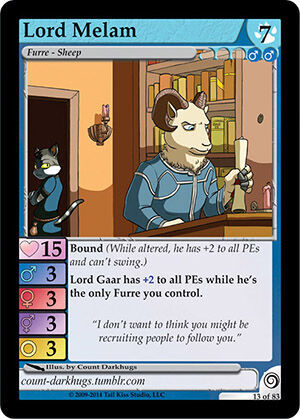 Lord Melam
7
Furre - Sheep
15
3
3
3
3
Bound (While altered, he has +2 to all PEs
and can't swing.)
Lord Gaar has +2 to all PEs while he's
the only Furre you control.
"I don't want to think you might be
recruiting people to follow you."
Illus. by Count Darkhugs
count-darkhugs.tumblr.com
© 2009-2014 Tall Kiss Studio, LLC
13 of 83